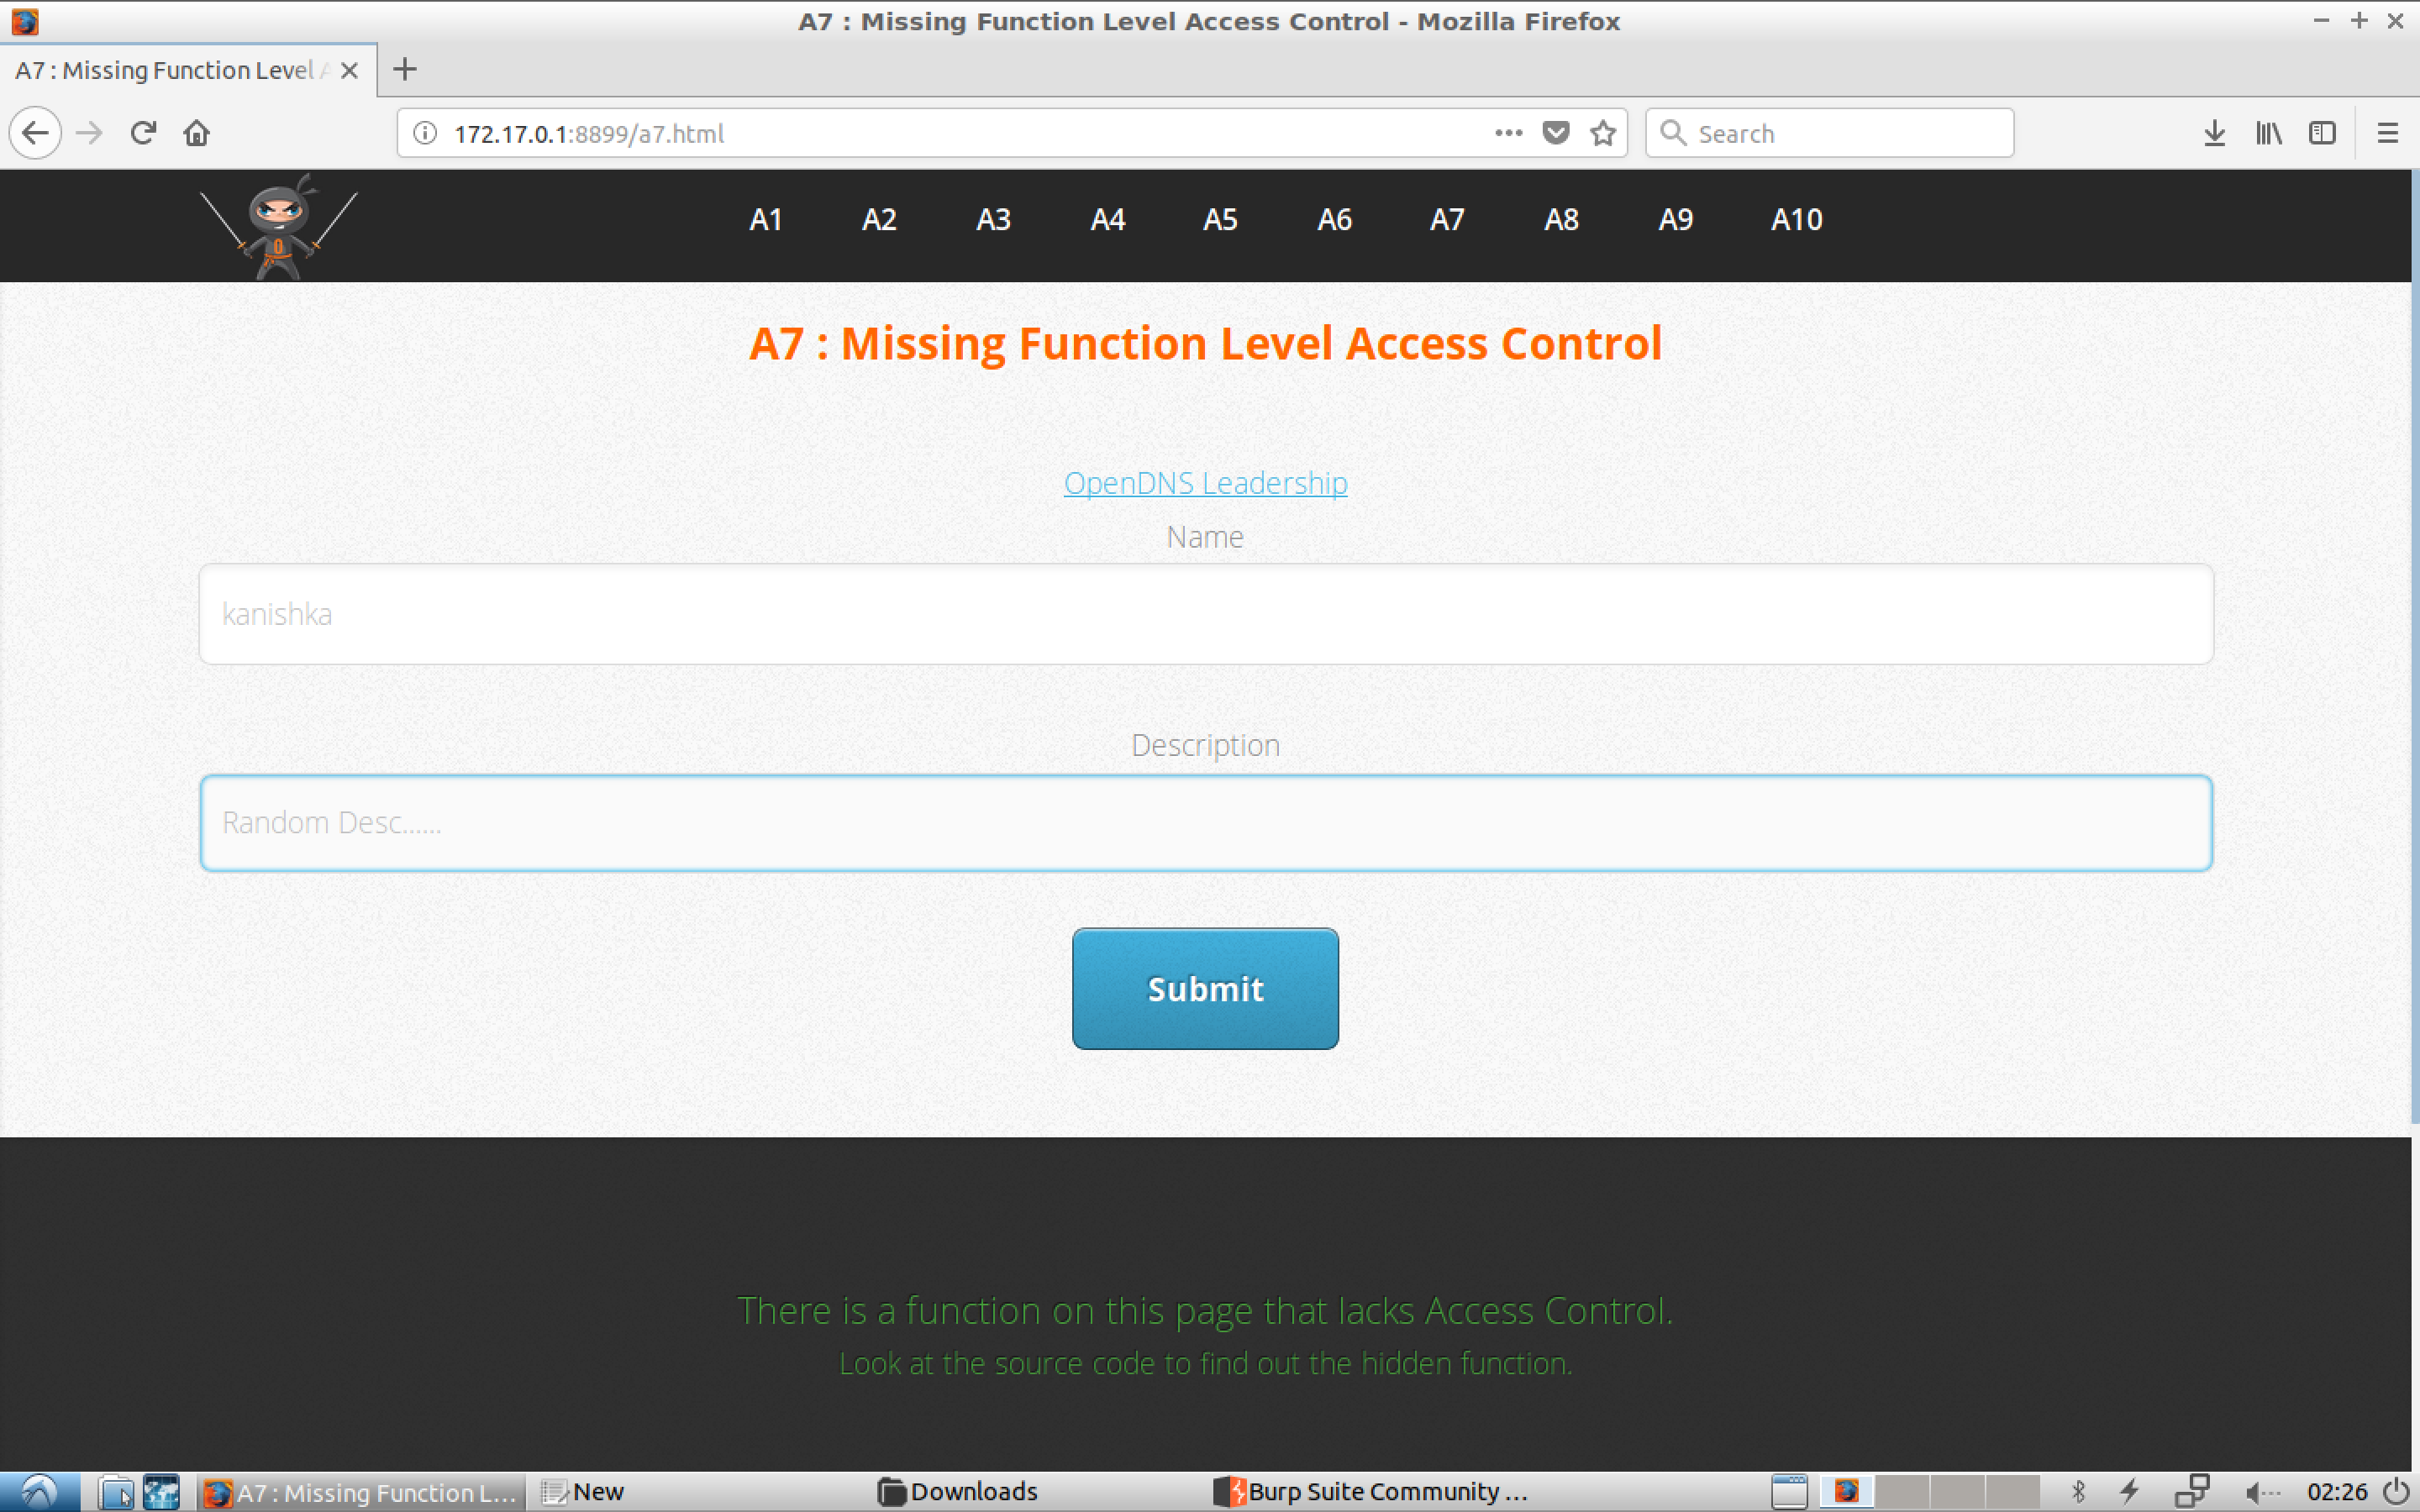 A7 : Missing Function Level Access Control - Mozilla Firefox
A7 : Missing Function Level A
172.17.0.1:8899/a7.html
Search
A1 A2 A3 A4 A5 A6 A7 A8 A9 A10
A7 : Missing Function Level Access Control
OpenDNS Leadership
Name
kanishka
Description
Random Desc......
Submit
There is a function on this page that lacks Access Control.
Look at the source code to find out the hidden function.
A7 : Missing Function L... New Downloads Burp Suite Community ... 02:26